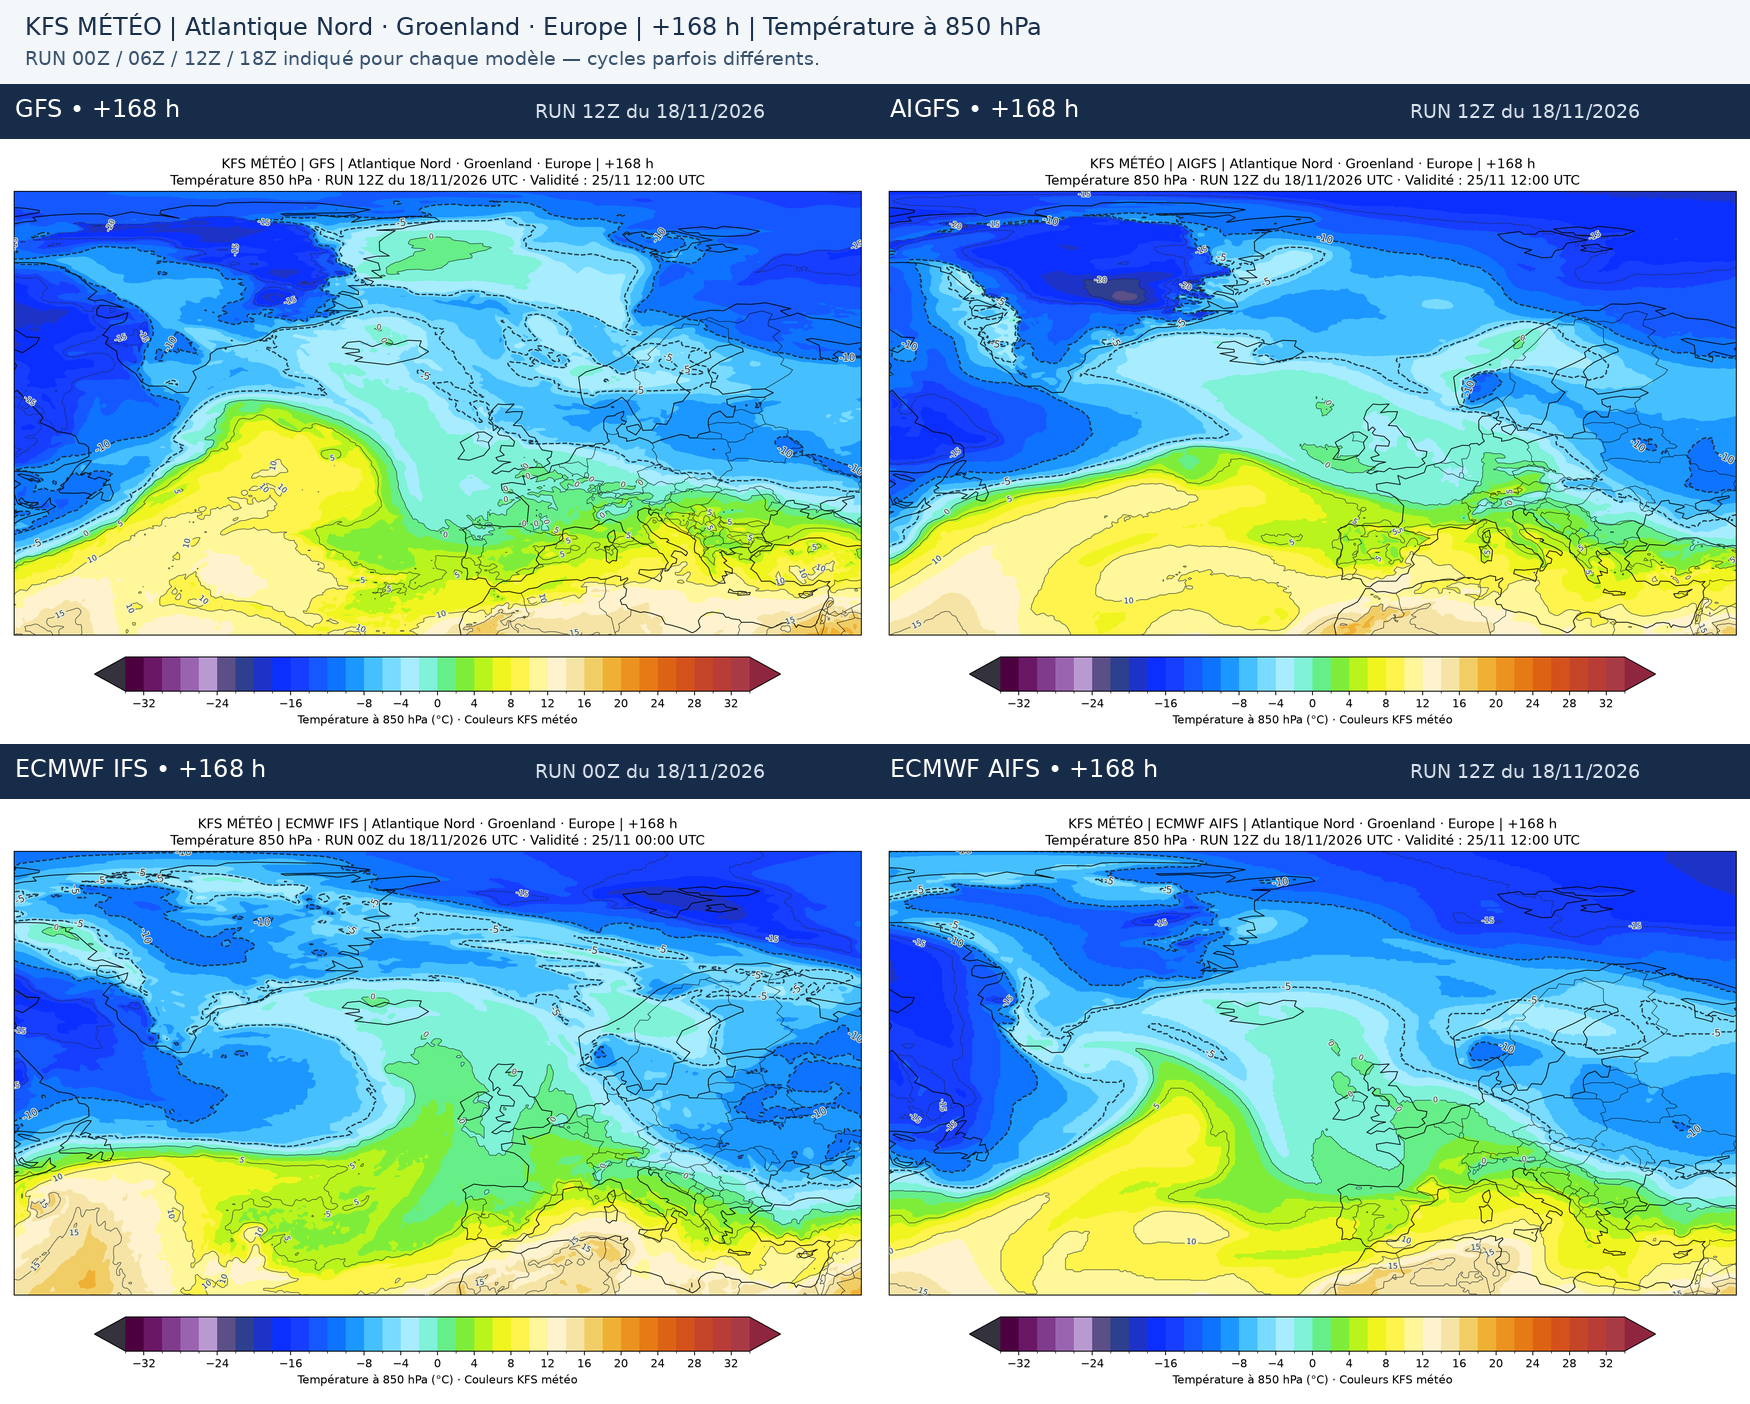 KFS MÉTÉO | Atlantique Nord · Groenland · Europe | +168 h | Température à 850 hPa
RUN 00Z / 06Z / 12Z / 18Z indiqué pour chaque modèle — cycles parfois différents.
GFS • +168 h
RUN 12Z du 18/11/2026
KFS MÉTÉO | GFS | Atlantique Nord · Groenland · Europe | +168 h
Température 850 hPa · RUN 12Z du 18/11/2026 UTC · Validité : 25/11 12:00 UTC
−32 −24 −16 −8 −4 0 4 8 12 16 20 24 28 32
Température à 850 hPa (°C) · Couleurs KFS météo
AIGFS • +168 h
RUN 12Z du 18/11/2026
KFS MÉTÉO | AIGFS | Atlantique Nord · Groenland · Europe | +168 h
Température 850 hPa · RUN 12Z du 18/11/2026 UTC · Validité : 25/11 12:00 UTC
−32 −24 −16 −8 −4 0 4 8 12 16 20 24 28 32
Température à 850 hPa (°C) · Couleurs KFS météo
ECMWF IFS • +168 h
RUN 00Z du 18/11/2026
KFS MÉTÉO | ECMWF IFS | Atlantique Nord · Groenland · Europe | +168 h
Température 850 hPa · RUN 00Z du 18/11/2026 UTC · Validité : 25/11 00:00 UTC
−32 −24 −16 −8 −4 0 4 8 12 16 20 24 28 32
Température à 850 hPa (°C) · Couleurs KFS météo
ECMWF AIFS • +168 h
RUN 12Z du 18/11/2026
KFS MÉTÉO | ECMWF AIFS | Atlantique Nord · Groenland · Europe | +168 h
Température 850 hPa · RUN 12Z du 18/11/2026 UTC · Validité : 25/11 12:00 UTC
−32 −24 −16 −8 −4 0 4 8 12 16 20 24 28 32
Température à 850 hPa (°C) · Couleurs KFS météo